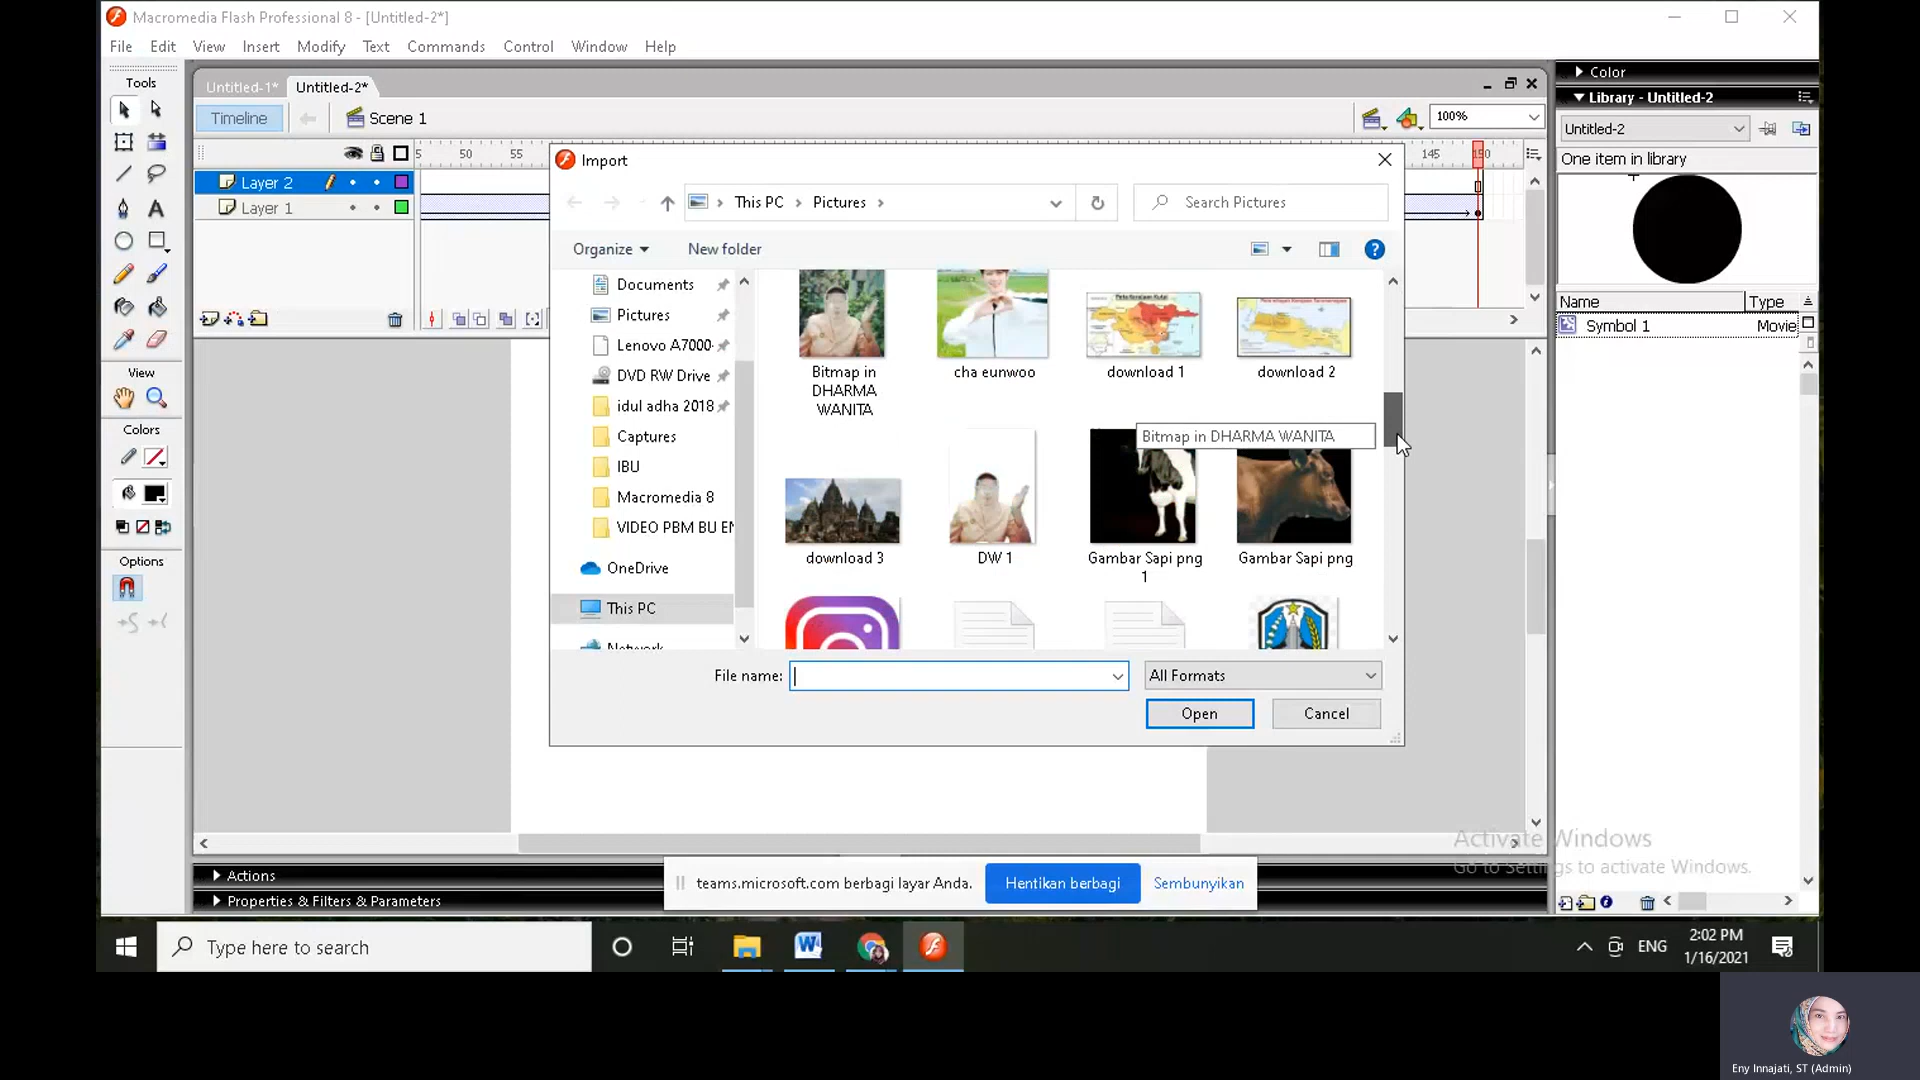 Macromedia Flash Professional 8 - [Untitled-2*]
File Edit View Insert Modify Text Commands Control Window Help
Tools
Untitled-1* Untitled-2*
Color
Timeline
Scene 1
100%
Library - Untitled-2
Untitled-2
5 50 55
145 150
One item in library
Layer 2
Layer 1
Import
This PC > Pictures >
Search Pictures
Organize New folder
Documents
Pictures
Lenovo A7000-
DVD RW Drive
idul adha 2018
Captures
IBU
Macromedia 8
VIDEO PBM BU EN
OneDrive
This PC
Network
Bitmap in DHARMA WANITA
cha eunwoo
download 1
download 2
Peta Kerajaan Kutai
Bitmap in DHARMA WANITA
download 3
DW 1
Gambar Sapi png 1
Gambar Sapi png
File name:
All Formats
Open
Cancel
Name Type
Symbol 1 Movie
View
Colors
Options
Actions
Properties & Filters & Parameters
teams.microsoft.com berbagi layar Anda.
Hentikan berbagi
Sembunyikan
Activate Windows
Go to Settings to activate Windows.
Type here to search
ENG
2:02 PM
1/16/2021
Eny Innajati, ST (Admin)